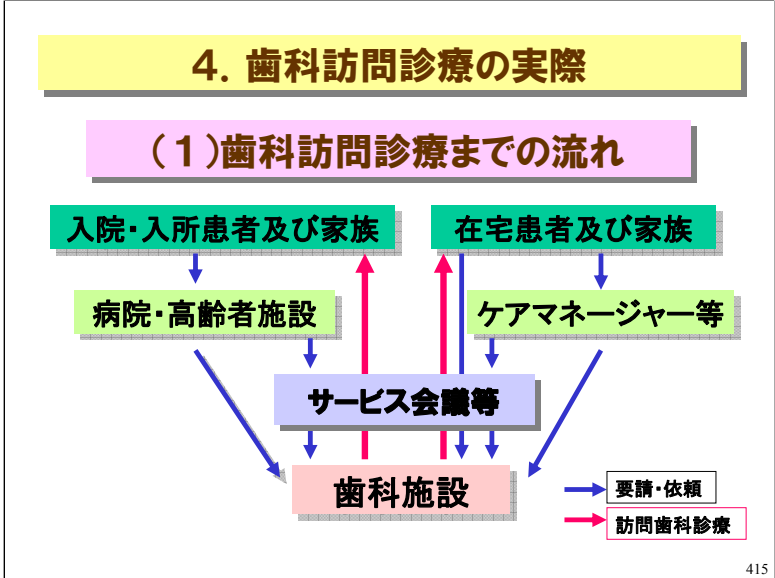 ４．歯科訪問診療の実際
（１）歯科訪問診療までの流れ
入院・入所患者及び家族
在宅患者及び家族
病院・高齢者施設
ケアマネージャー等
サービス会議等
歯科施設
要請・依頼
訪問歯科診療
415